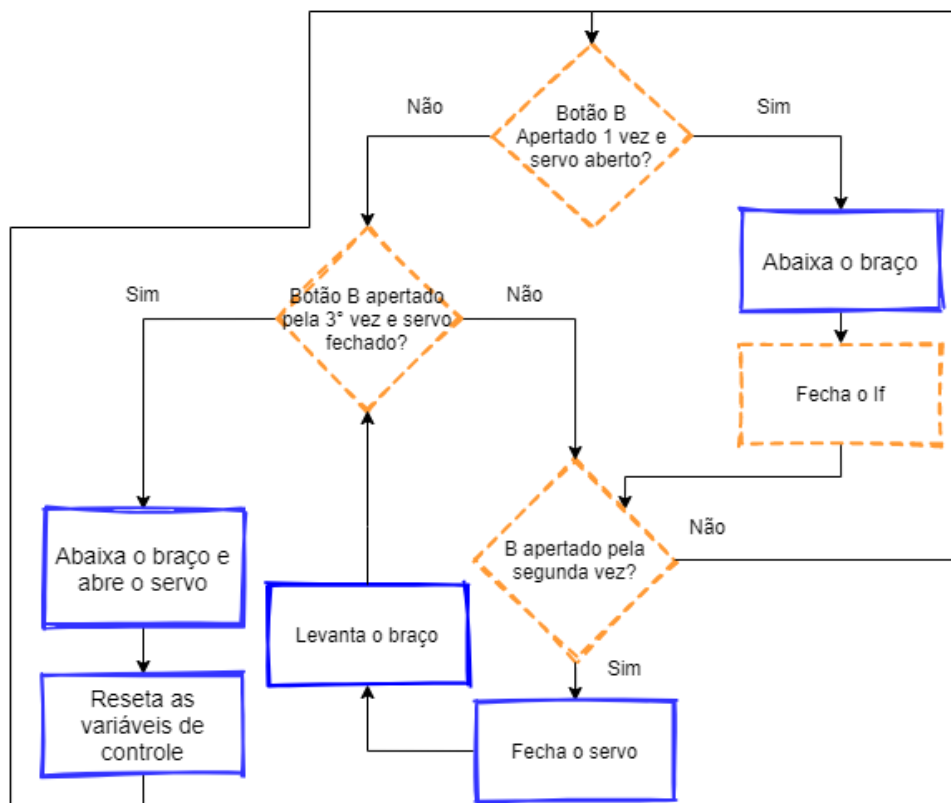 Não
Botão B
Apertado 1 vez e
servo aberto?
Sim
Abaixa o braço
Fecha o If
Sim
Botão B apertado
pela 3° vez e servo
fechado?
Não
B apertado pela
segunda vez?
Não
Sim
Abaixa o braço e
abre o servo
Levanta o braço
Reseta as
variáveis de
controle
Fecha o servo